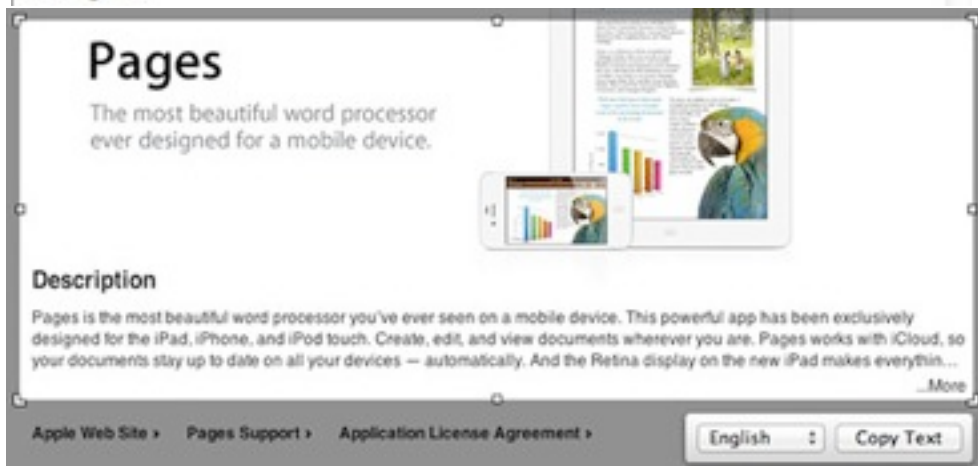 Pages
The most beautiful word processor
ever designed for a mobile device.
Description
Pages is the most beautiful word processor you've ever seen on a mobile device. This powerful app has been exclusively
designed for the iPad, iPhone, and iPod touch. Create, edit, and view documents wherever you are. Pages works with iCloud, so
your documents stay up to date on all your devices — automatically. And the Retina display on the new iPad makes everythin...
...More
Apple Web Site › Pages Support › Application License Agreement › English Copy Text